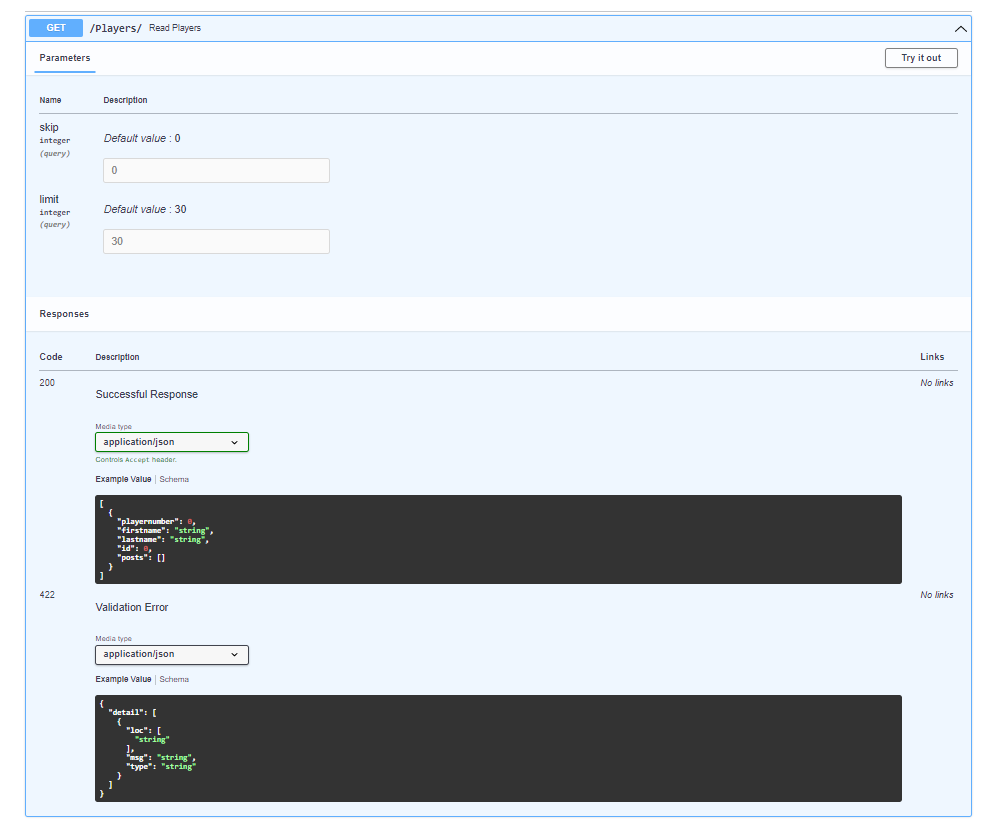 GET /Players/ Read Players
Parameters
Try it out
Name Description
skip
integer
(query)
Default value : 0
0
limit
integer
(query)
Default value : 30
30
Responses
Code Description Links
200
Successful Response
No links
Media type
application/json
Controls Accept header.
Example Value | Schema
[
{
"playernumber": 0,
"firstname": "string",
"lastname": "string",
"id": 0,
"posts": []
}
]
422
Validation Error
No links
Media type
application/json
Example Value | Schema
{
"detail": [
{
"loc": [
"string"
],
"msg": "string",
"type": "string"
}
]
}